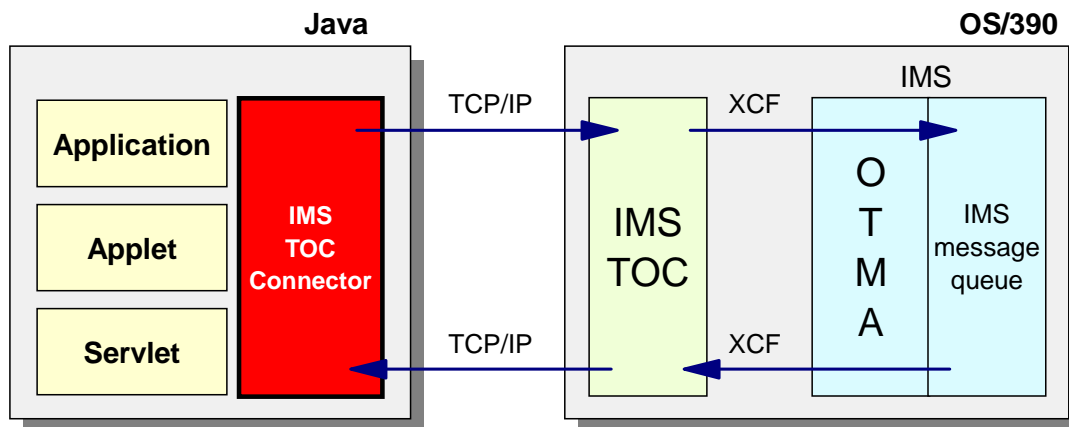 Java
OS/390
Application
Applet
Servlet
IMS
TOC
Connector
TCP/IP
TCP/IP
IMS
TOC
XCF
XCF
IMS
O
T
M
A
IMS
message
queue